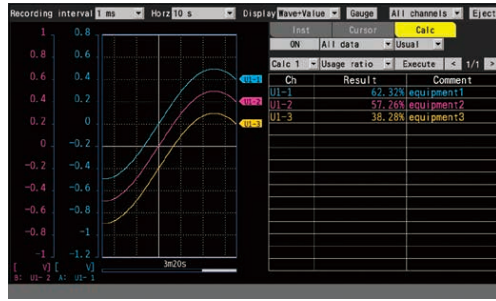 Recording interval 1 ms Horz 10 s Display Wave+Value Gauge All channels Eject
Inst Cursor Calc
ON All data Usual
Calc 1 Usage ratio Execute < 1/1 >
Ch Result Comment
U1-1 62.32% equipment1
U1-2 57.26% equipment2
U1-3 38.28% equipment3
1 0.8
0.8 0.6
0.6 0.4
0.4 0.2
0.2 0
0 -0.2
-0.2 -0.4
-0.4 -0.6
-0.6 -0.8
-0.8 -1
-1 -1.2
U1-1
U1-2
U1-3
3m20s
[ V] [ V]
B: U1- 2 A: U1- 1